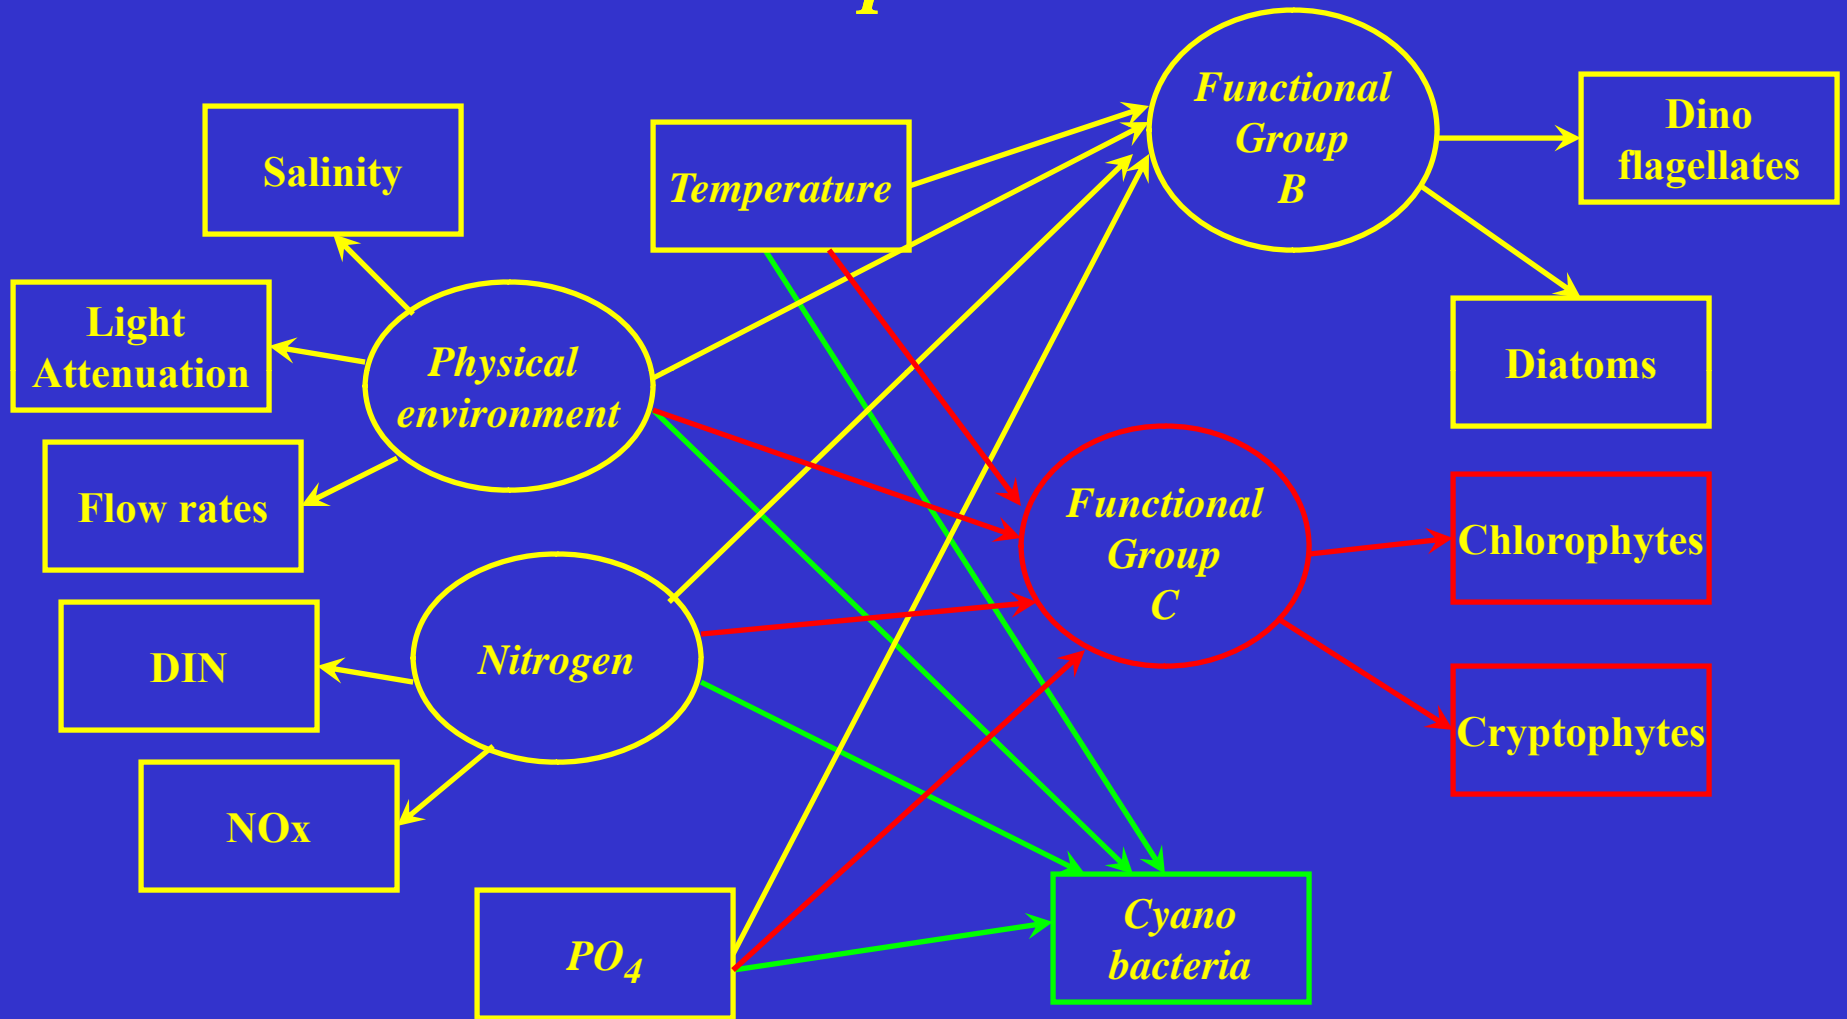 Functional
Group
B
Dino
flagellates
Salinity
Temperature
Light
Attenuation
Physical
environment
Diatoms
Flow rates
Functional
Group
C
Chlorophytes
DIN
Nitrogen
Cryptophytes
NOx
PO4
Cyano
bacteria